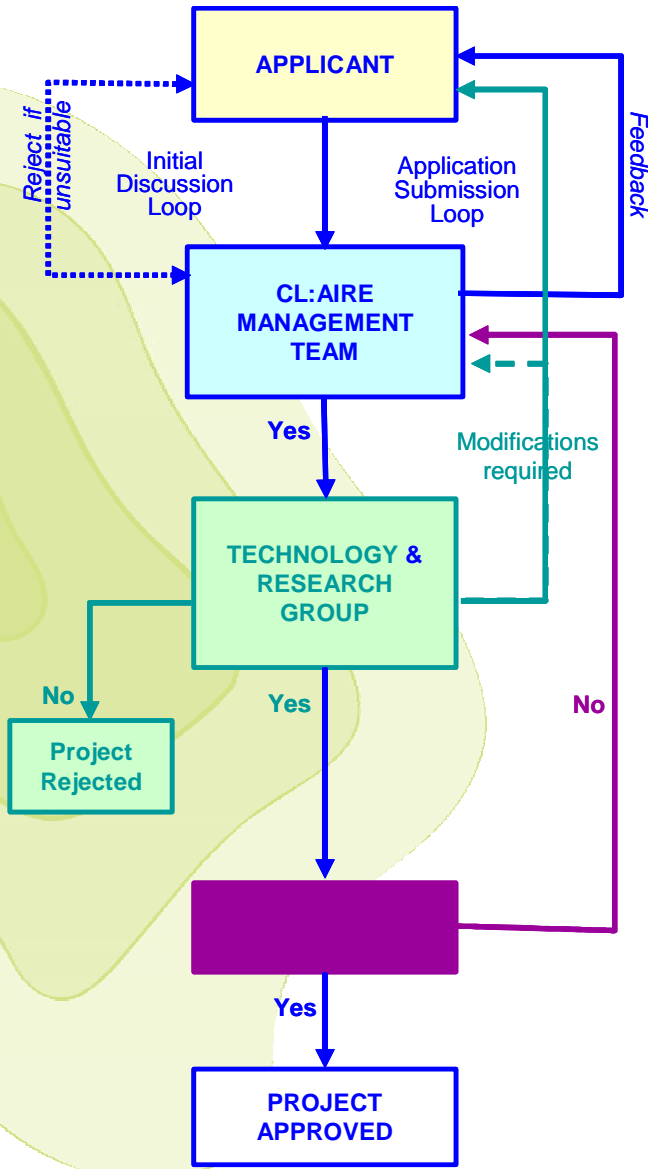 APPLICANT
Reject if
unsuitable
Initial
Discussion
Loop
Application
Submission
Loop
Feedback
CL:AIRE
MANAGEMENT
TEAM
Yes
Modifications
required
TECHNOLOGY &
RESEARCH
GROUP
No
Yes
No
Project
Rejected
Yes
PROJECT
APPROVED